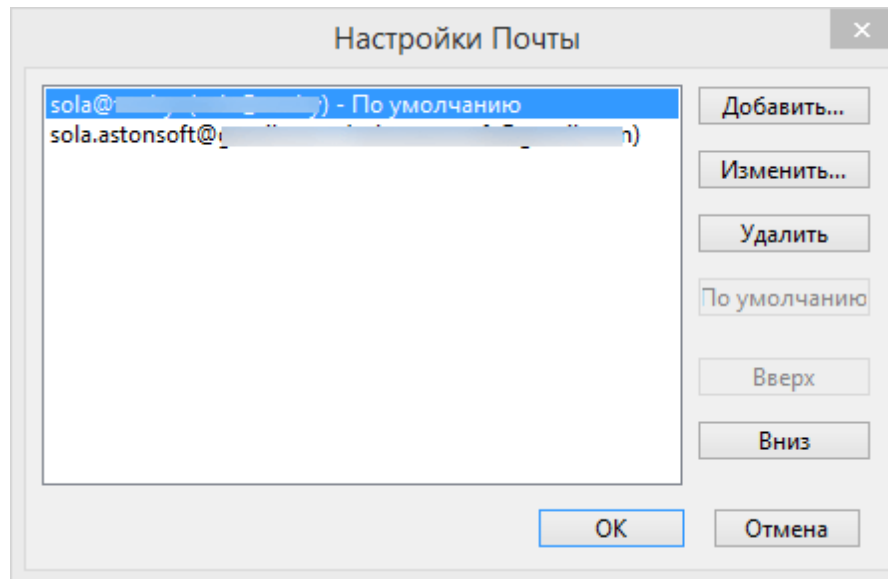 Настройки Почты
sola@ - По умолчанию
sola.astonsoft@
Добавить...
Изменить...
Удалить
По умолчанию
Вверх
Вниз
OK
Отмена